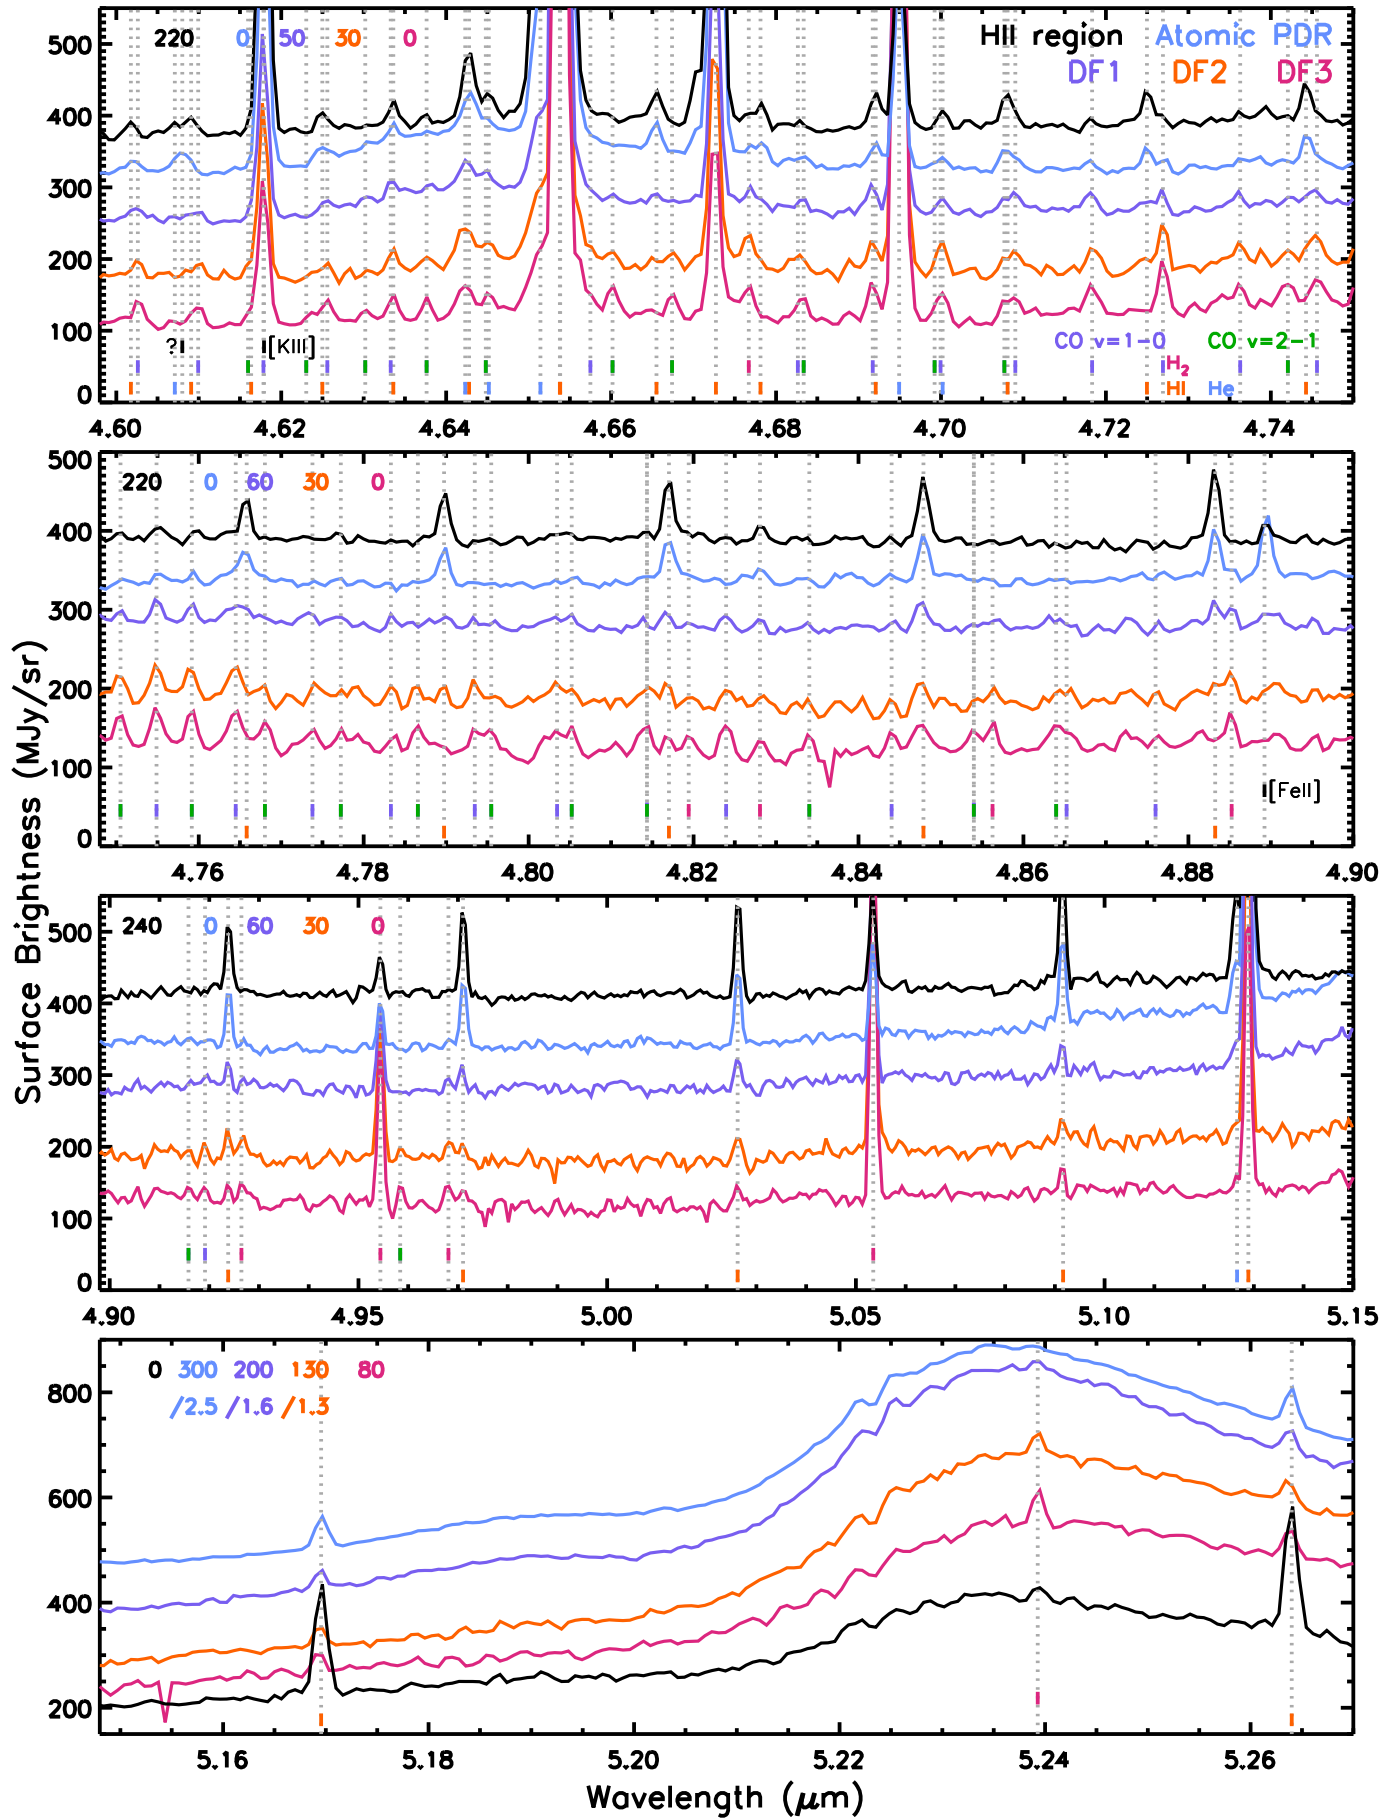 Surface Brightness (MJy/sr)
500
400
300
200
100
0
220 0 50 30 0
HII region Atomic PDR
DF1 DF2 DF3
?
[KIII]
CO v=1-0 CO v=2-1
H2
HI He
4.60 4.62 4.64 4.66 4.68 4.70 4.72 4.74
500
400
300
200
100
0
220 0 60 30 0
[FeII]
4.76 4.78 4.80 4.82 4.84 4.86 4.88 4.90
500
400
300
200
100
0
240 0 60 30 0
4.90 4.95 5.00 5.05 5.10 5.15
800
600
400
200
0 300 200 130 80
/2.5 /1.6 /1.3
5.16 5.18 5.20 5.22 5.24 5.26
Wavelength (μm)